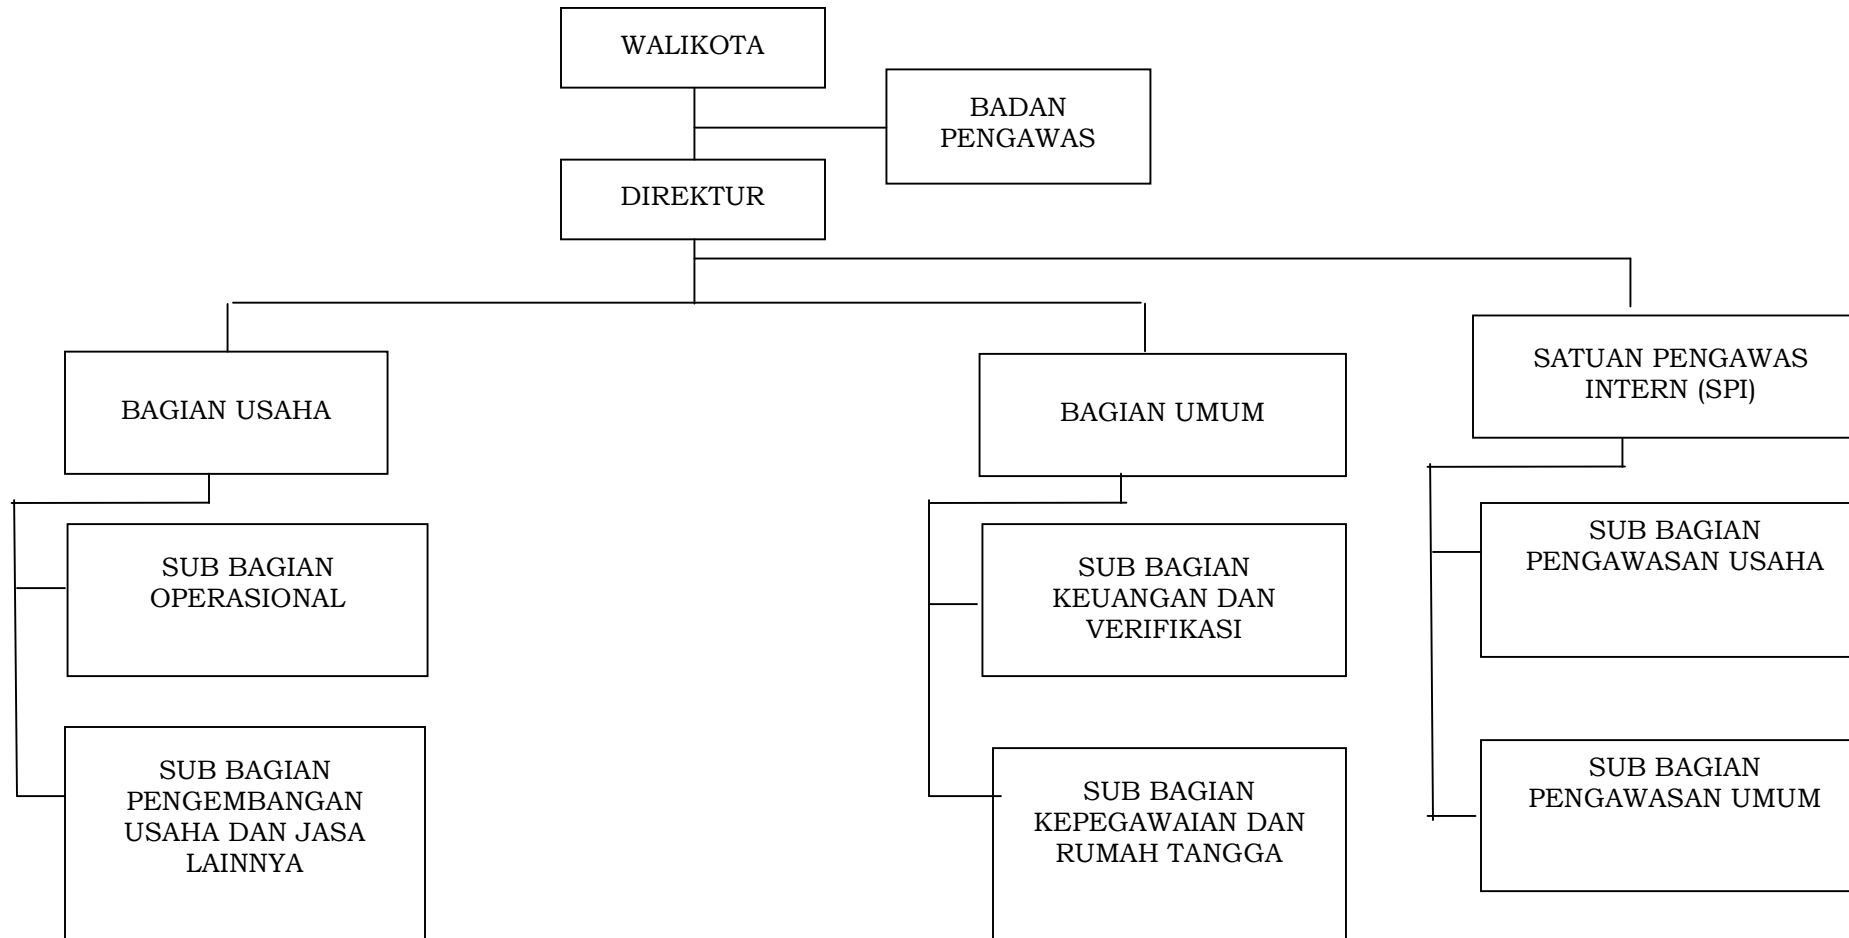 WALIKOTA
BADAN
PENGAWAS
DIREKTUR
BAGIAN USAHA
BAGIAN UMUM
SATUAN PENGAWAS
INTERN (SPI)
SUB BAGIAN
OPERASIONAL
SUB BAGIAN
PENGEMBANGAN
USAHA DAN JASA
LAINNYA
SUB BAGIAN
KEUANGAN DAN
VERIFIKASI
SUB BAGIAN
KEPEGAWAIAN DAN
RUMAH TANGGA
SUB BAGIAN
PENGAWASAN USAHA
SUB BAGIAN
PENGAWASAN UMUM